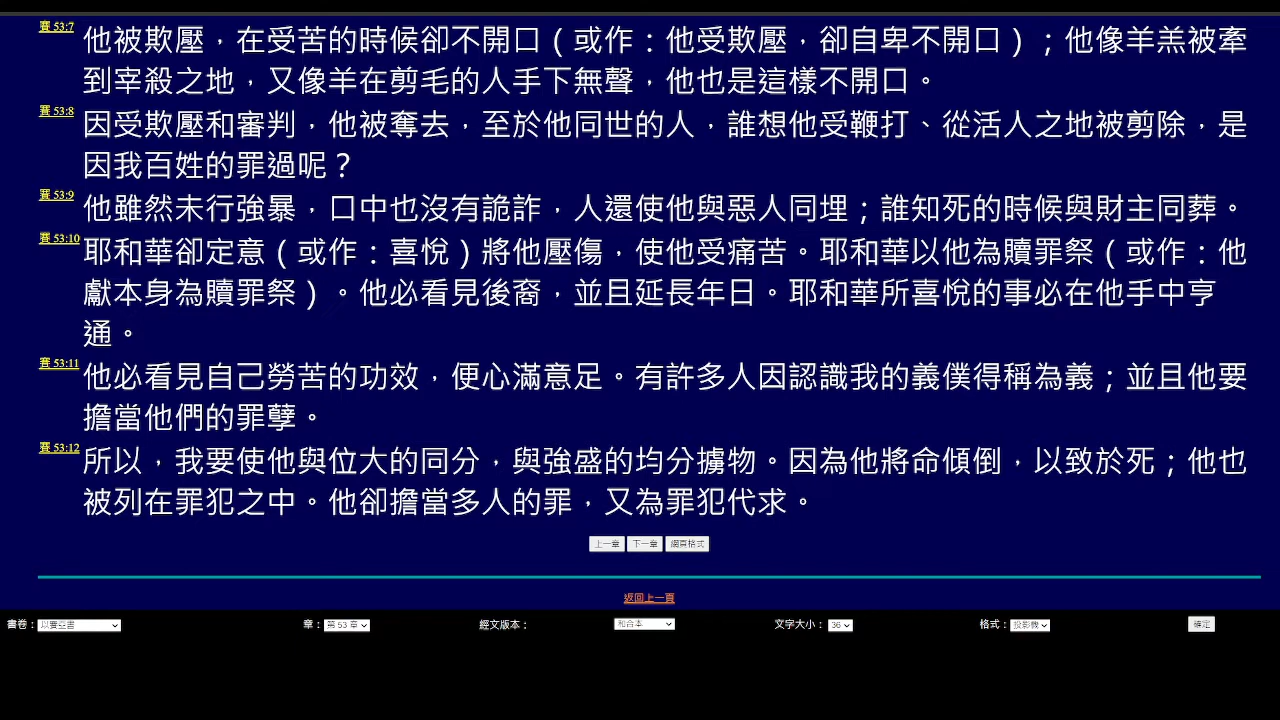 賽 53:7
他被欺壓，在受苦的時候卻不開口（或作：他受欺壓，卻自卑不開口）；他像羊羔被牽
到宰殺之地，又像羊在剪毛的人手下無聲，他也是這樣不開口。
賽 53:8
因受欺壓和審判，他被奪去，至於他同世的人，誰想他受鞭打、從活人之地被剪除，是
因我百姓的罪過呢？
賽 53:9
他雖然未行強暴，口中也沒有詭詐，人還使他與惡人同埋；誰知死的時候與財主同葬。
賽 53:10
耶和華卻定意（或作：喜悅）將他壓傷，使他受痛苦。耶和華以他為贖罪祭（或作：他
獻本身為贖罪祭）。他必看見後裔，並且延長年日。耶和華所喜悅的事必在他手中亨
通。
賽 53:11
他必看見自己勞苦的功效，便心滿意足。有許多人因認識我的義僕得稱為義；並且他要
擔當他們的罪孽。
賽 53:12
所以，我要使他與位大的同分，與強盛的均分擄物。因為他將命傾倒，以致於死；他也
被列在罪犯之中。他卻擔當多人的罪，又為罪犯代求。
上一章 下一章 網頁格式
返回上一頁
書卷：以賽亞書 章：第 53 章 經文版本：和合本 文字大小：36 格式：投影機 確定